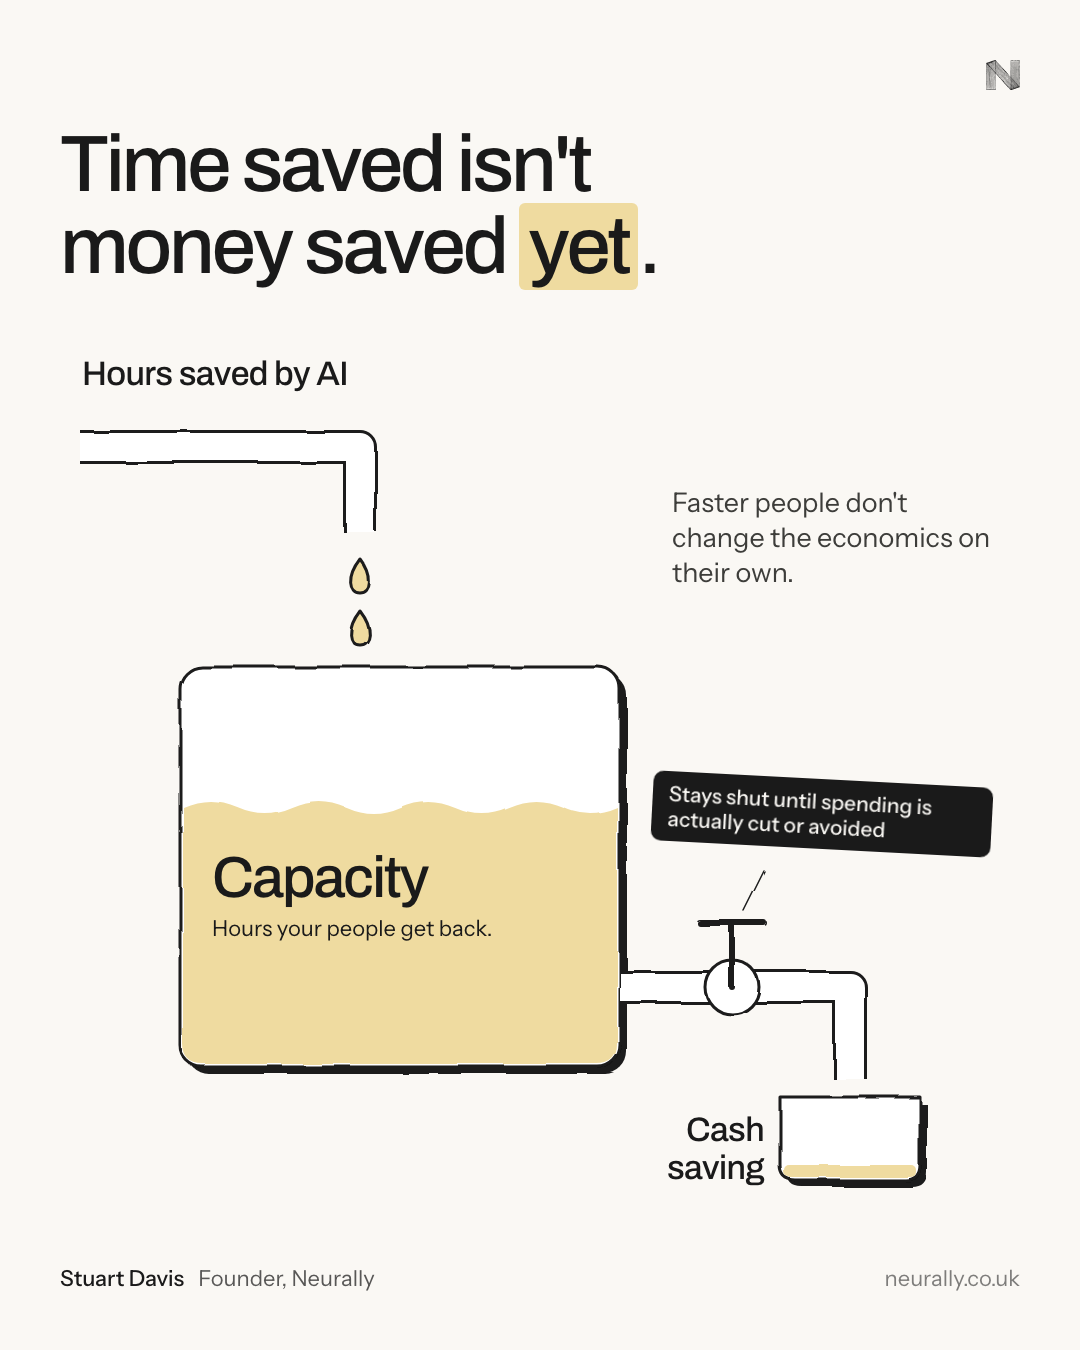 N
Time saved isn't
money saved yet.
Hours saved by AI
Faster people don't
change the economics on
their own.
Stays shut until spending is
actually cut or avoided
Capacity
Hours your people get back.
Cash
saving
Stuart Davis Founder, Neurally
neurally.co.uk